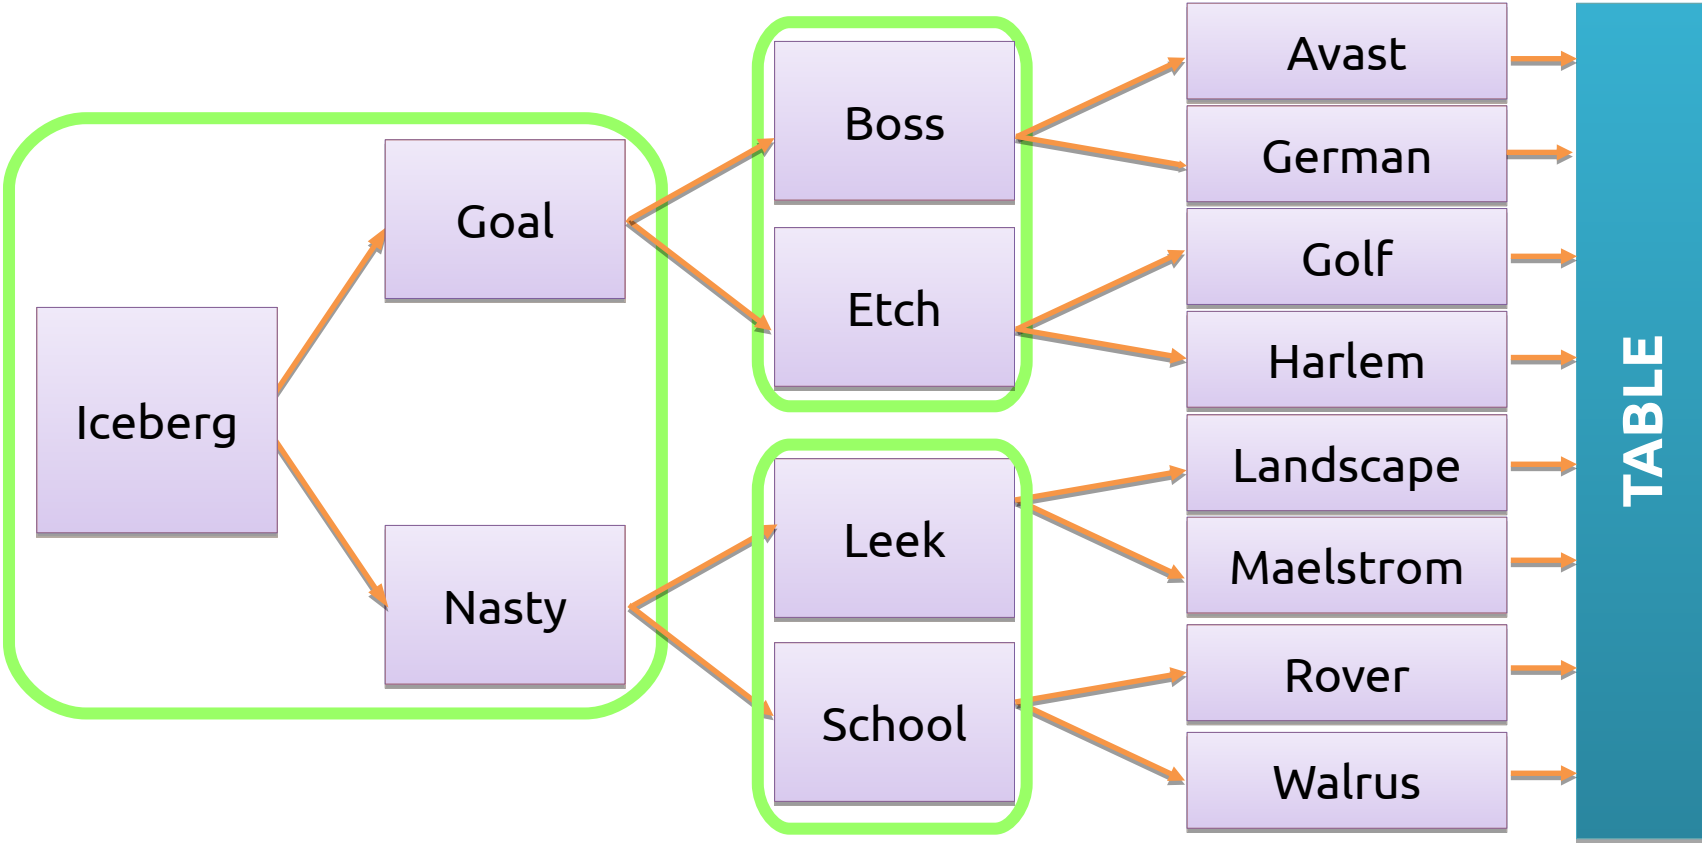 Iceberg
Goal
Nasty
Boss
Etch
Leek
School
Avast
German
Golf
Harlem
Landscape
Maelstrom
Rover
Walrus
TABLE